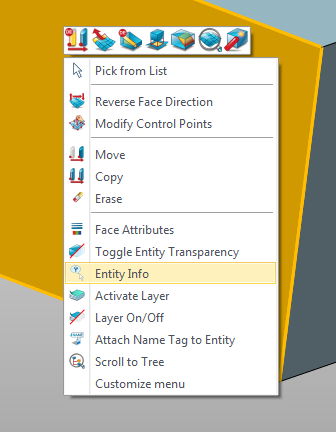 Pick from List
Reverse Face Direction
Modify Control Points
Move
Copy
Erase
Face Attributes
Toggle Entity Transparency
Entity Info
Activate Layer
Layer On/Off
Attach Name Tag to Entity
Scroll to Tree
Customize menu